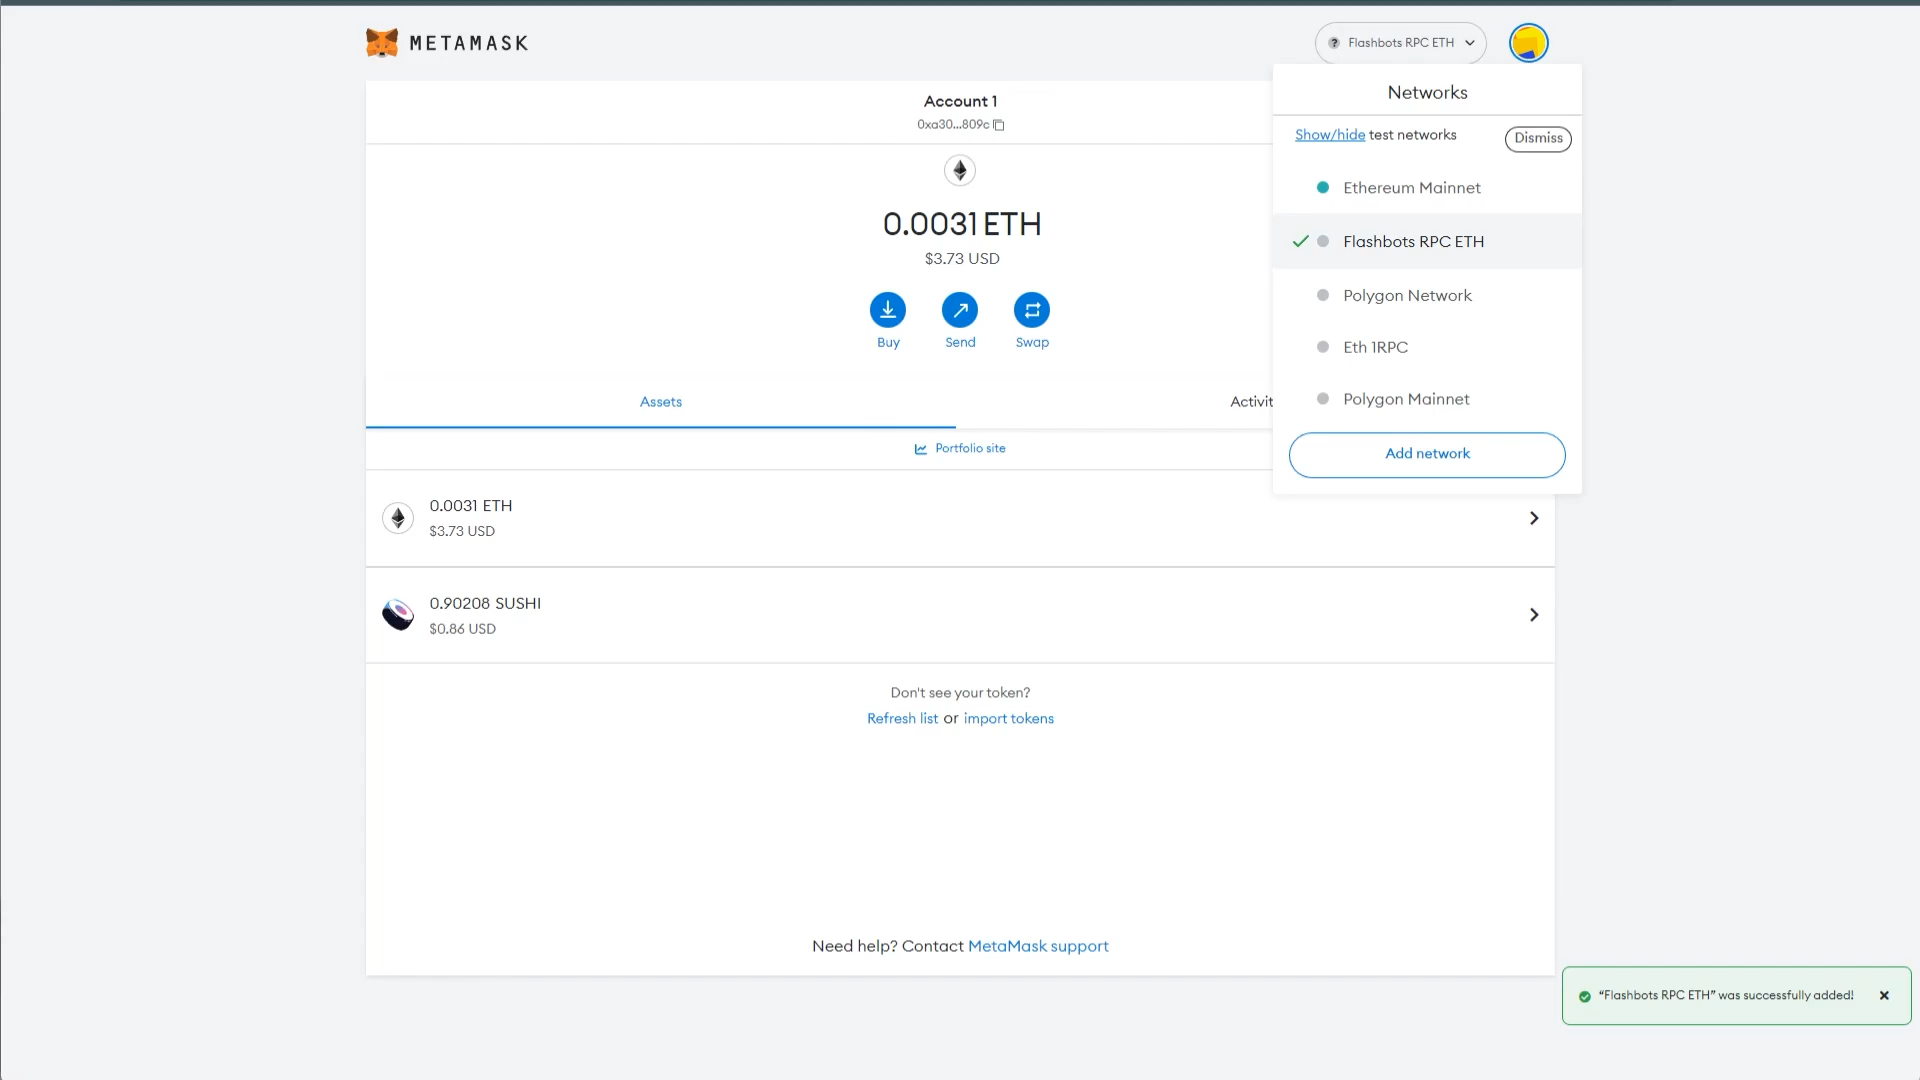 METAMASK
? Flashbots RPC ETH
Account 1
0xa30...809c
0.0031 ETH
$3.73 USD
Buy
Send
Swap
Assets
Activit
Portfolio site
0.0031 ETH
$3.73 USD
0.90208 SUSHI
$0.86 USD
Don't see your token?
Refresh list or import tokens
Need help? Contact MetaMask support
Networks
Show/hide test networks
Dismiss
Ethereum Mainnet
Flashbots RPC ETH
Polygon Network
Eth 1RPC
Polygon Mainnet
Add network
“Flashbots RPC ETH” was successfully added!